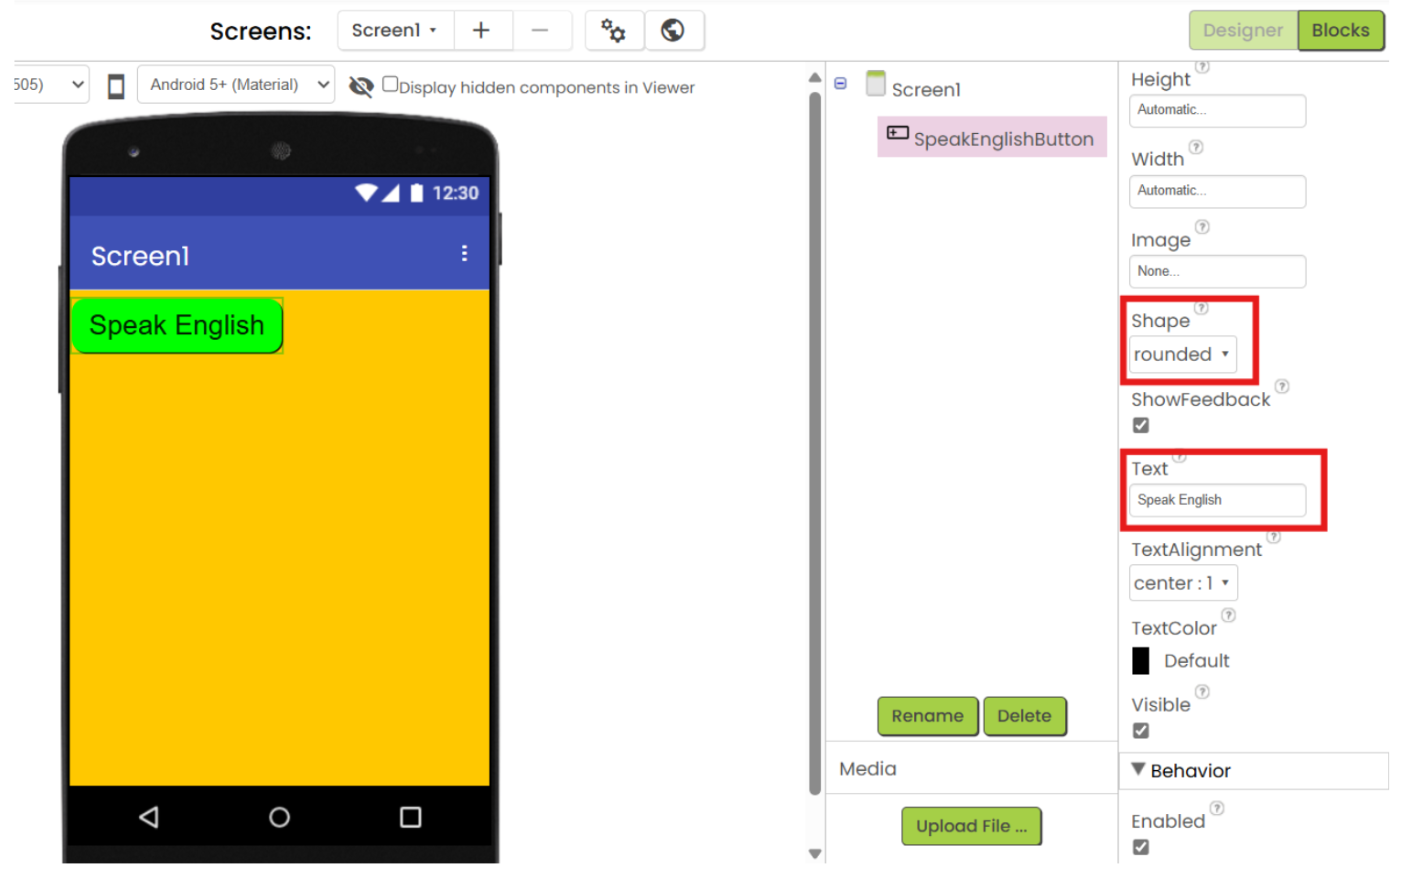 Screens:
Screen1
Designer
Blocks
505)
Android 5+ (Material)
Display hidden components in Viewer
12:30
Screen1
Speak English
Screen1
SpeakEnglishButton
Rename
Delete
Media
Upload File ...
Height
?
Automatic...
Width
?
Automatic...
Image
?
None...
Shape
?
rounded
ShowFeedback
?
Text
?
Speak English
TextAlignment
?
center : 1
TextColor
?
Default
Visible
?
Behavior
Enabled
?